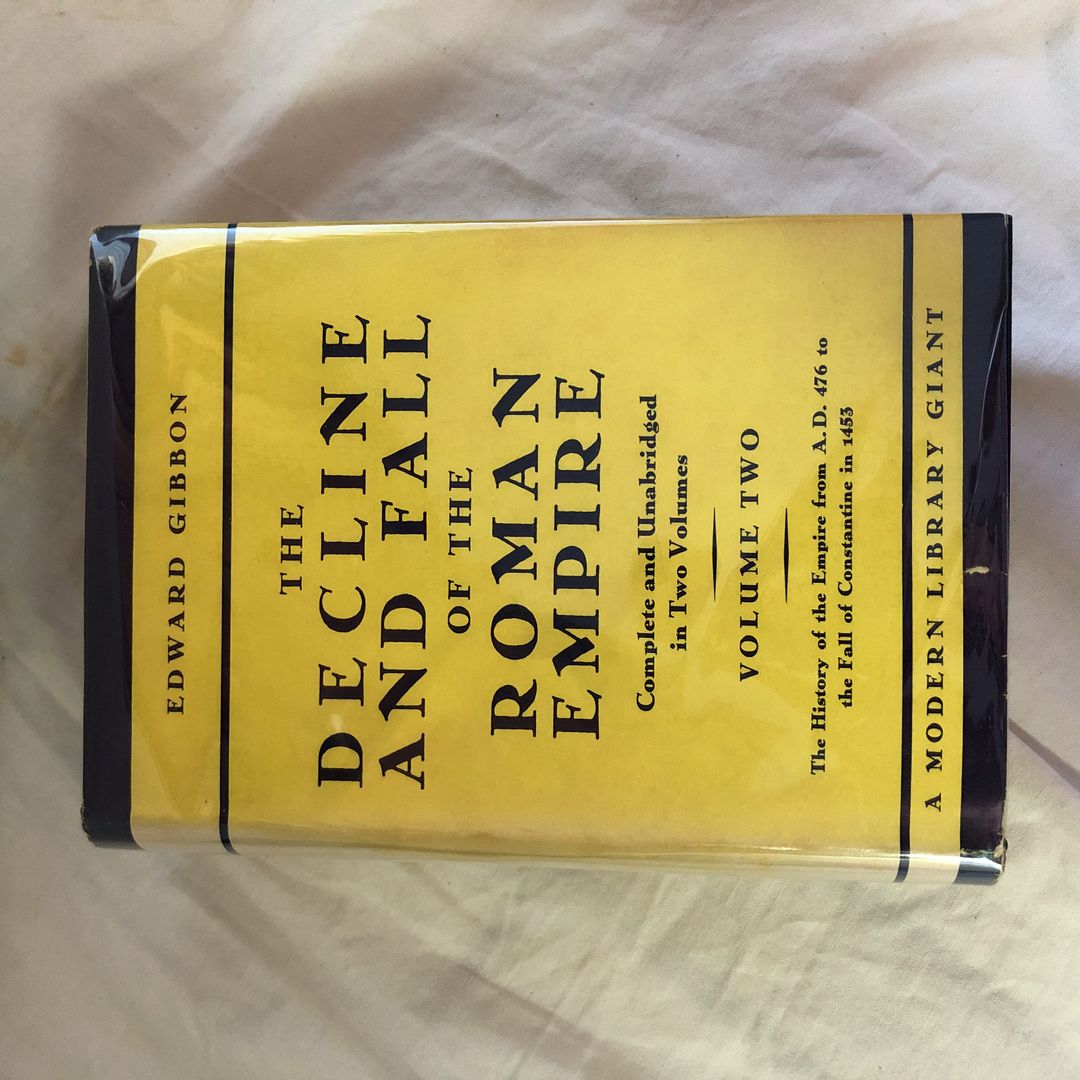 EDWARD GIBBON
THE
DECLINE
AND FALL
OF THE
ROMAN
EMPIRE
Complete and Unabridged
in Two Volumes
VOLUME TWO
The History of the Empire from A.D. 476 to
the Fall of Constantine in 1453
A MODERN LIBRARY GIANT